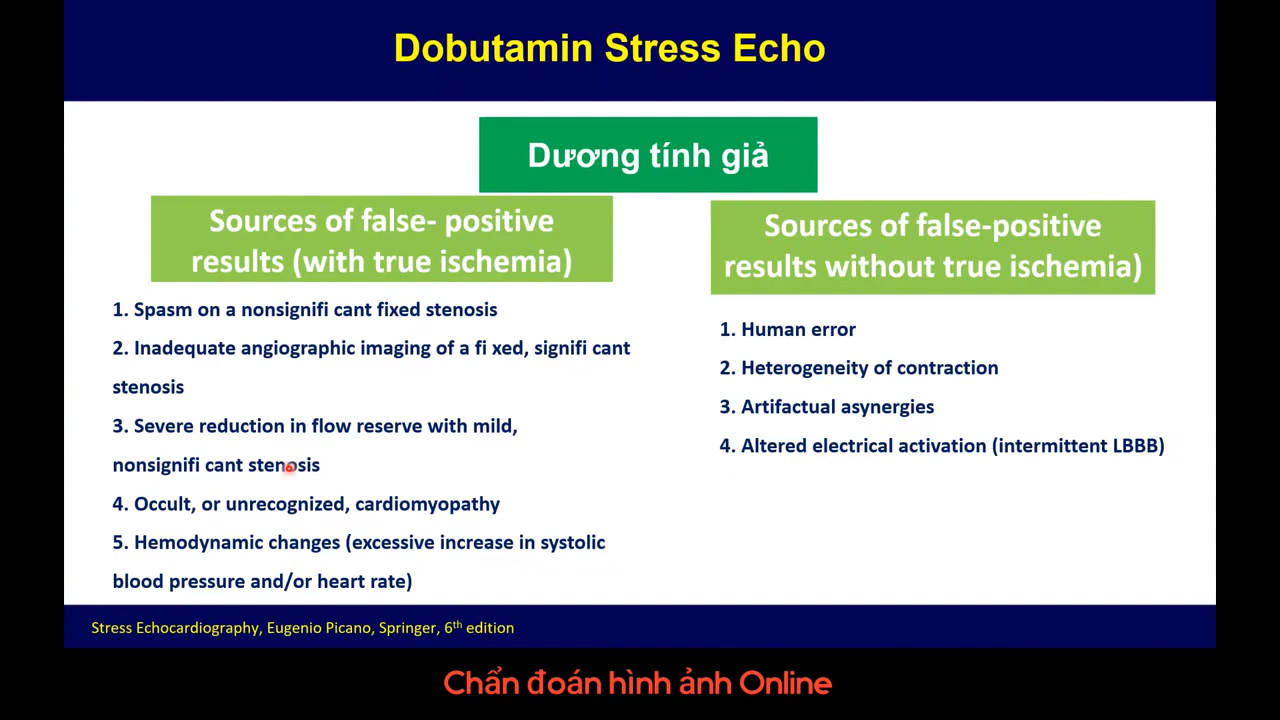 Dobutamin Stress Echo
Dương tính giả
Sources of false- positive
results (with true ischemia)
1. Spasm on a nonsignifi cant fixed stenosis
2. Inadequate angiographic imaging of a fi xed, signifi cant
stenosis
3. Severe reduction in flow reserve with mild,
nonsignifi cant stenosis
4. Occult, or unrecognized, cardiomyopathy
5. Hemodynamic changes (excessive increase in systolic
blood pressure and/or heart rate)
Sources of false-positive
results without true ischemia)
1. Human error
2. Heterogeneity of contraction
3. Artifactual asynergies
4. Altered electrical activation (intermittent LBBB)
Stress Echocardiography, Eugenio Picano, Springer, 6th edition
Chẩn đoán hình ảnh Online